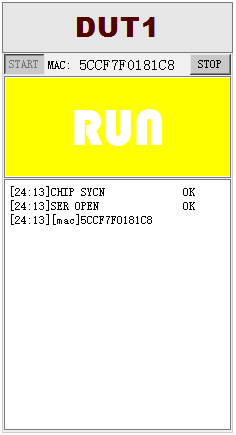 DUT1
START MAC: 5CCF7F0181C8 STOP
RUN
[24:13]CHIP SYCN OK
[24:13]SER OPEN OK
[24:13][mac]5CCF7F0181C8